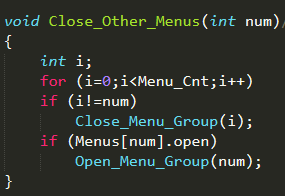 void Close_Other_Menus(int num)/
{
    int i;
    for (i=0;i<Menu_Cnt;i++)
    if (i!=num)
        Close_Menu_Group(i);
    if (Menus[num].open)
        Open_Menu_Group(num);
}